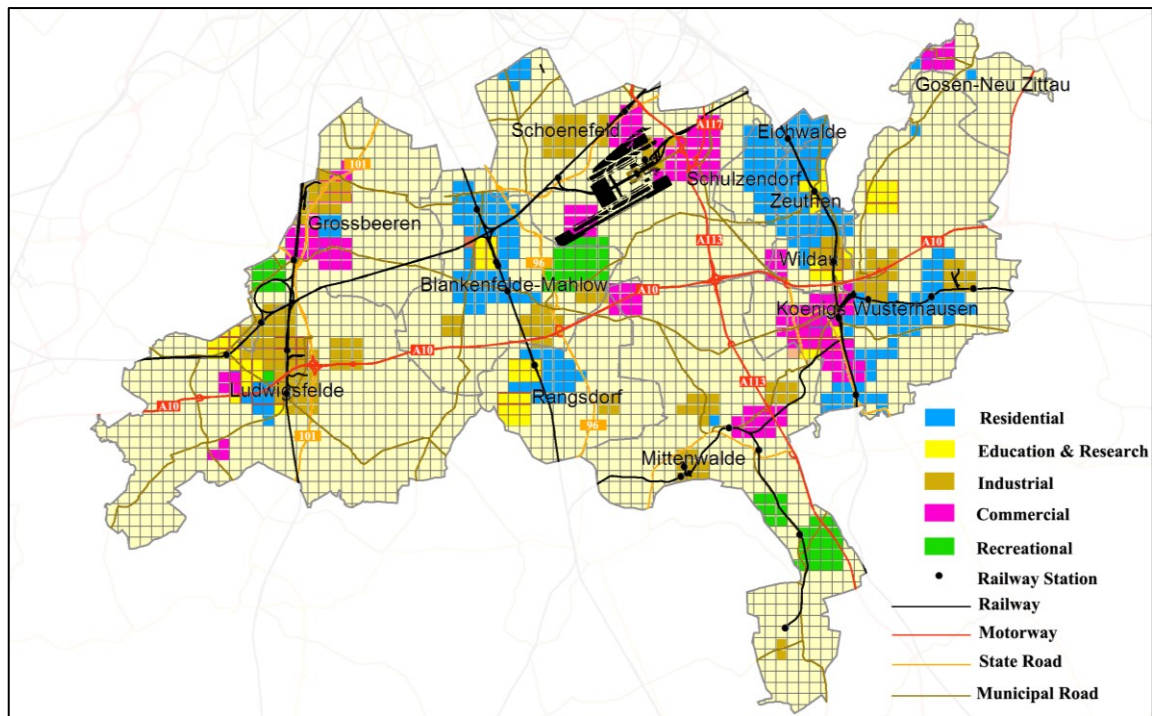 Gosen-Neu Zittau
Schoenefeld
A117
Eichwalde
101
Schulzendorf
Zeuthen
Grossbeeren
A10
A113
Wildau
96
Blankenfelde-Mahlow
A10
Koenigs Wusterhausen
A10
A113
Ludwigsfelde
A10
Rangsdorf
96
101
Mittenwalde
Residential
Education & Research
Industrial
Commercial
Recreational
Railway Station
Railway
Motorway
State Road
Municipal Road